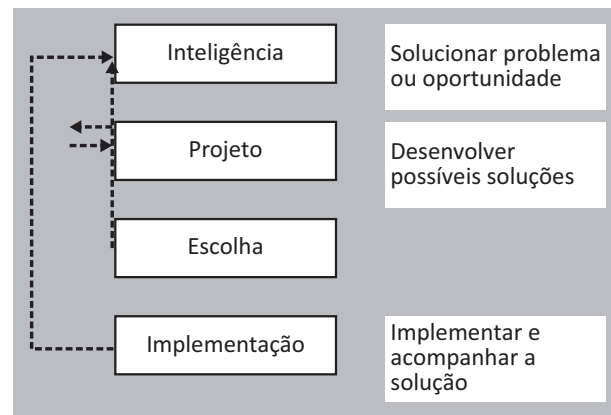 Inteligência
Solucionar problema
ou oportunidade
Projeto
Desenvolver
possíveis soluções
Escolha
Implementação
Implementar e
acompanhar a
solução